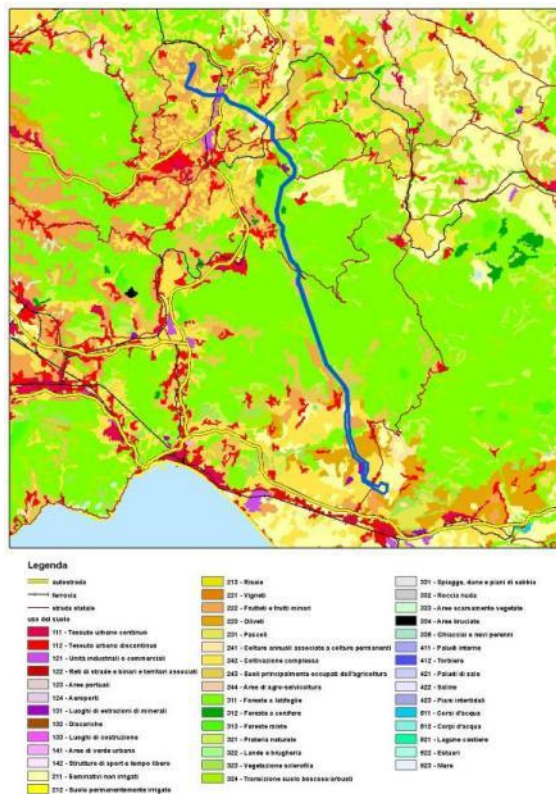 Legenda
autostrada
ferrovia
strada statale
uso del suolo
111 - Tessuto urbano continuo
112 - Tessuto urbano discontinuo
121 - Unità industriali e commerciali
122 - Reti di strade e binari e territori associati
123 - Aree portuali
124 - Aeroporti
131 - Luoghi di estrazioni di minerali
132 - Discariche
133 - Luoghi di costruzione
141 - Aree di verde urbano
142 - Strutture di sport e tempo libero
211 - Seminativi non irrigati
212 - Suolo permanentemente irrigato
213 - Risaie
221 - Vigneti
222 - Frutteti e frutti minori
223 - Oliveti
231 - Pascoli
241 - Colture annuali associate a colture permanenti
242 - Coltivazione complessa
243 - Suoli principalmente occupati dall'agricoltura
244 - Aree di agro-selvicoltura
311 - Foreste a latifoglie
312 - Foreste a conifere
313 - Foreste miste
321 - Prateria naturale
322 - Lande e brugheria
323 - Vegetazione sclerofila
324 - Transizione suolo boscoso/arbusti
331 - Spiagge, dune e piani di sabbia
332 - Roccia nuda
333 - Aree scarsamente vegetate
334 - Aree bruciate
335 - Ghiacciai e nevi perenni
411 - Paludi interne
412 - Torbiere
421 - Paludi di sale
422 - Saline
423 - Piani intertidali
511 - Corsi d'acqua
512 - Corpi d'acqua
521 - Lagune costiere
522 - Estuari
523 - Mare